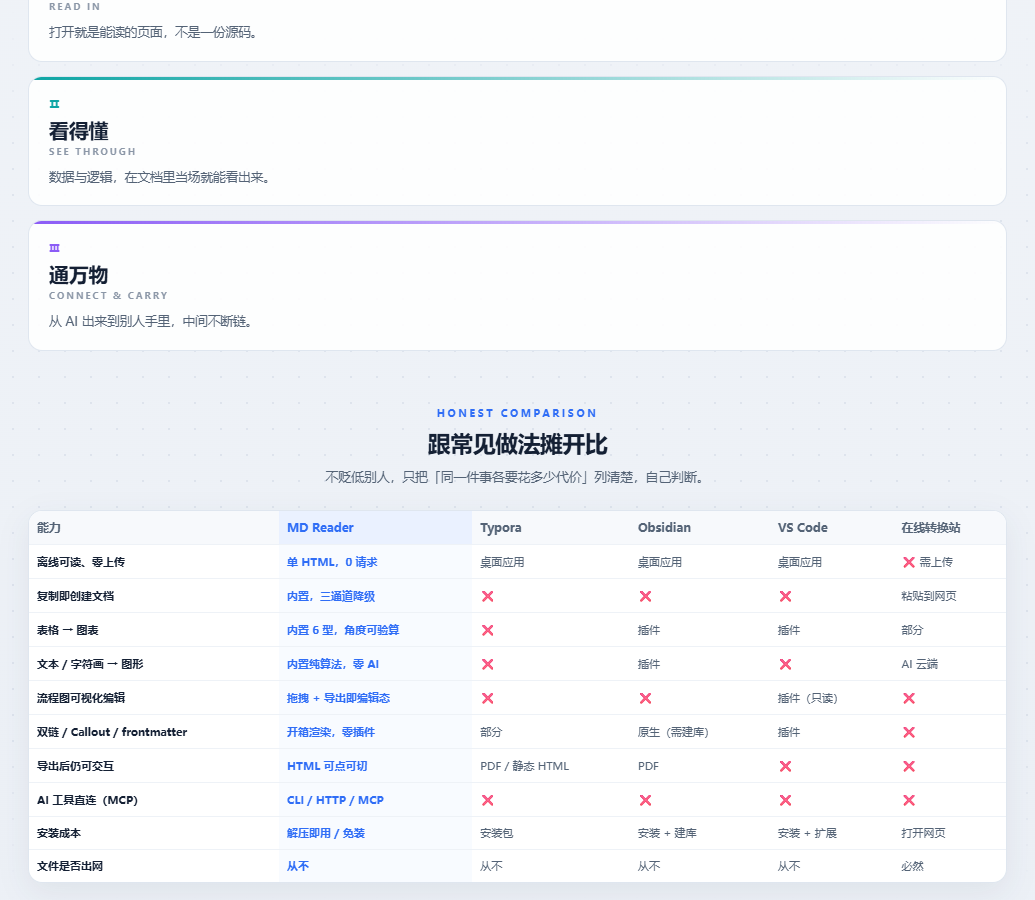 READ IN
打开就是能读的页面，不是一份源码。
II
看得懂
SEE THROUGH
数据与逻辑，在文档里当场就能看出来。
III
通万物
CONNECT & CARRY
从 AI 出来到别人手里，中间不断链。
HONEST COMPARISON
跟常见做法摊开比
不贬低别人，只把「同一件事各要花多少代价」列清楚，自己判断。
能力 MD Reader Typora Obsidian VS Code 在线转换站
离线可读、零上传 单 HTML，0 请求 桌面应用 桌面应用 桌面应用 ❌ 需上传
复制即创建文档 内置，三通道降级 ❌ ❌ ❌ 粘贴到网页
表格 → 图表 内置 6 型，角度可验算 ❌ 插件 插件 部分
文本 / 字符画 → 图形 内置纯算法，零 AI ❌ 插件 ❌ AI 云端
流程图可视化编辑 拖拽 + 导出即编辑态 ❌ ❌ 插件（只读） ❌
双链 / Callout / frontmatter 开箱渲染，零插件 部分 原生（需建库） 插件 ❌
导出后仍可交互 HTML 可点可切 PDF / 静态 HTML PDF ❌ ❌
AI 工具直连（MCP） CLI / HTTP / MCP ❌ ❌ ❌ ❌
安装成本 解压即用 / 免装 安装包 安装 + 建库 安装 + 扩展 打开网页
文件是否出网 从不 从不 从不 从不 必然